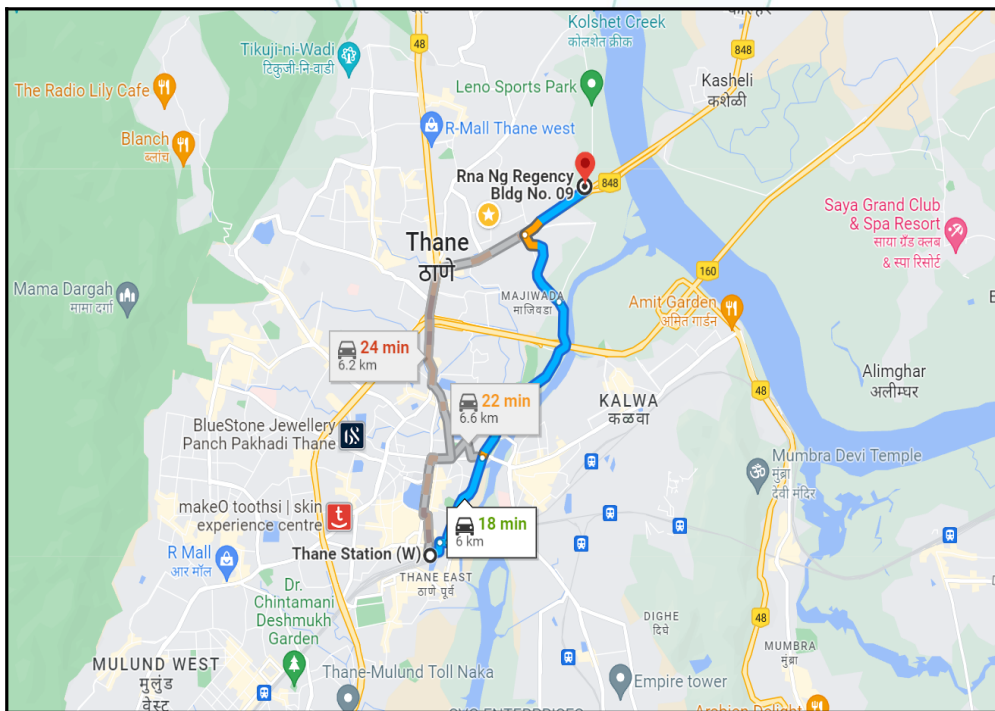 Kolshet Creek
कोलशेत क्रीक
48
Tikuji-ni-Wadi
टिकुजी-नि-वाडी
848
Kasheli
कशेळी
The Radio Lily Cafe
Leno Sports Park
R-Mall Thane west
Blanch
ब्लांच
Rna Ng Regency
Bldg No. 09
848
Saya Grand Club
& Spa Resort
साया ग्रँड क्लब
& स्पा रिसोर्ट
Thane
ठाणे
160
Mama Dargah
मामा दर्गा
MAJIWADA
माजिवडा
Amit Garden
अमित गार्डन
24 min
6.2 km
Alimghar
अलीमघर
22 min
6.6 km
KALWA
कळवा
48
BlueStone Jewellery
Panch Pakhadi Thane
Mumbra Devi Temple
मुंब्रा
देवी मंदिर
makeO toothsi | skin
experience centre
t
18 min
6 km
R Mall
आर मॉल
Thane Station (W)
THANE EAST
ठाणे पूर्व
Dr.
Chintamani
Deshmukh
Garden
DIGHE
दिघे
48
MUMBRA
मुंब्रा
MULUND WEST
मुलुंड
वेस्ट
Thane-Mulund Toll Naka
Empire tower